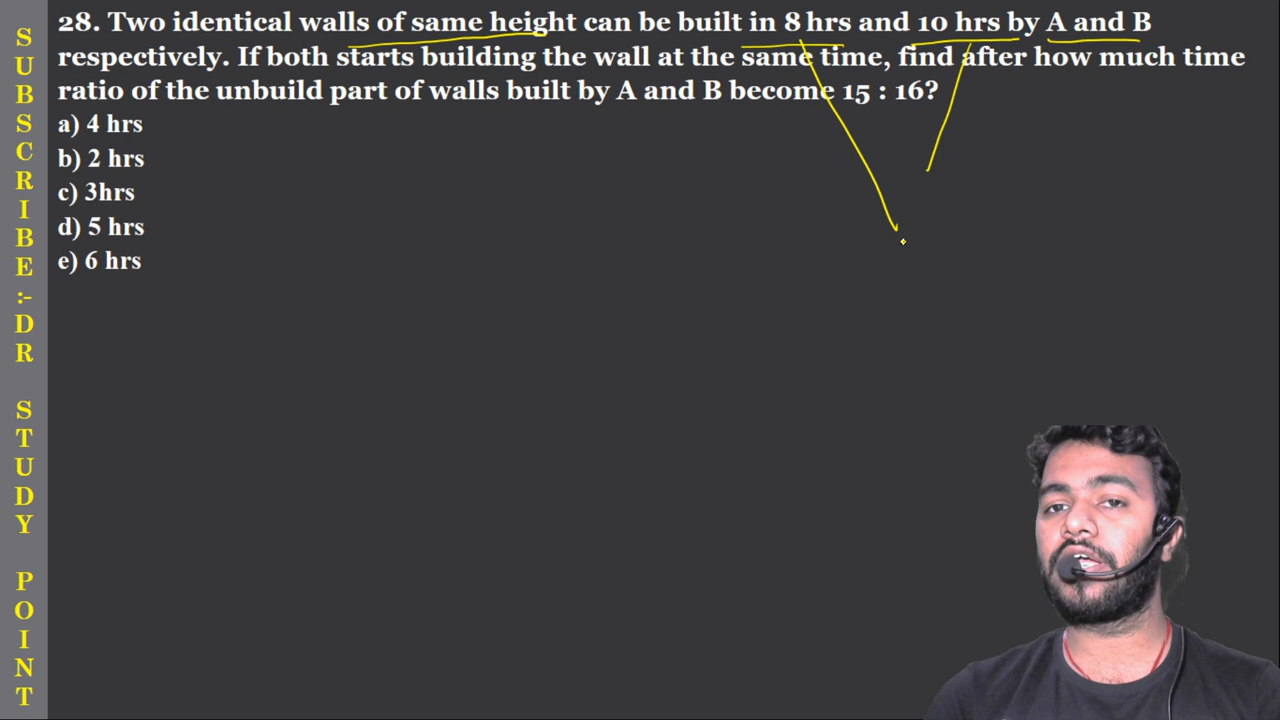 28. Two identical walls of same height can be built in 8 hrs and 10 hrs by A and B
respectively. If both starts building the wall at the same time, find after how much time
ratio of the unbuild part of walls built by A and B become 15 : 16?
a) 4 hrs
b) 2 hrs
c) 3hrs
d) 5 hrs
e) 6 hrs
SUBSCRIBE :- DR STUDY POINT